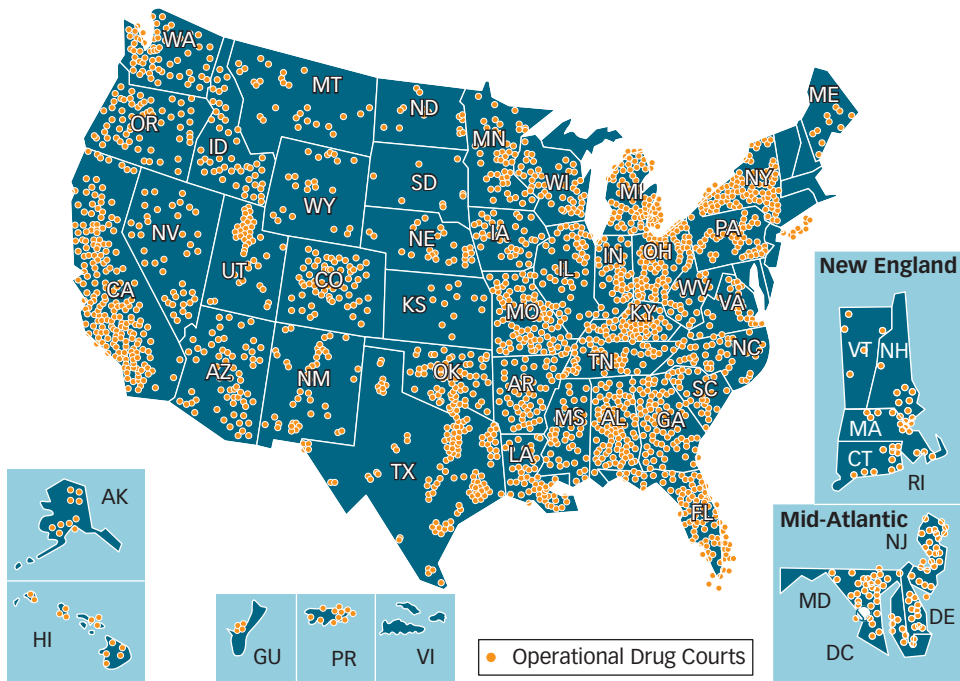 WA
MT
ND
ME
OR
ID
MN
SD
WI
MI
NY
WY
NV
NE
IA
PA
UT
CO
IL
IN
OH
WV
VA
CA
KS
MO
KY
AZ
NM
OK
AR
TN
NC
SC
MS
AL
GA
TX
LA
FL
New England
VT
NH
MA
CT
RI
Mid-Atlantic
NJ
MD
DE
DC
AK
HI
GU
PR
VI
Operational Drug Courts